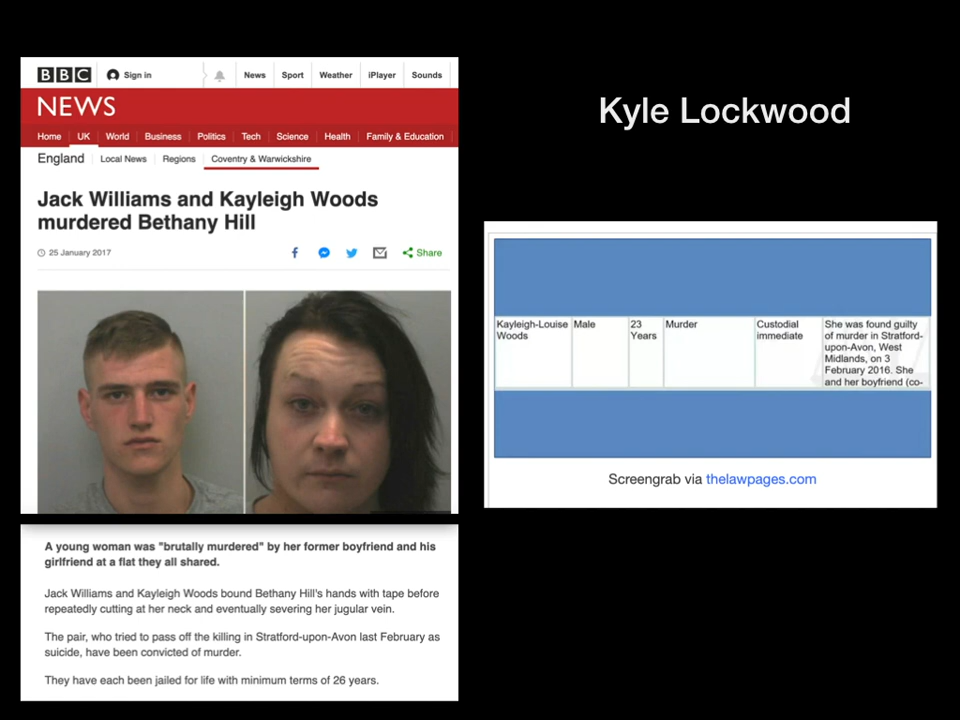 BBC Sign in News Sport Weather iPlayer Sounds
NEWS
Home UK World Business Politics Tech Science Health Family & Education
England Local News Regions Coventry & Warwickshire
Jack Williams and Kayleigh Woods
murdered Bethany Hill
25 January 2017 Share
A young woman was "brutally murdered" by her former boyfriend and his
girlfriend at a flat they all shared.
Jack Williams and Kayleigh Woods bound Bethany Hill's hands with tape before
repeatedly cutting at her neck and eventually severing her jugular vein.
The pair, who tried to pass off the killing in Stratford-upon-Avon last February as
suicide, have been convicted of murder.
They have each been jailed for life with minimum terms of 26 years.
Kyle Lockwood
Kayleigh-Louise
Woods
Male
23
Years
Murder
Custodial
immediate
She was found guilty
of murder in Stratford-
upon-Avon, West
Midlands, on 3
February 2016. She
and her boyfriend (co-
Screengrab via thelawpages.com